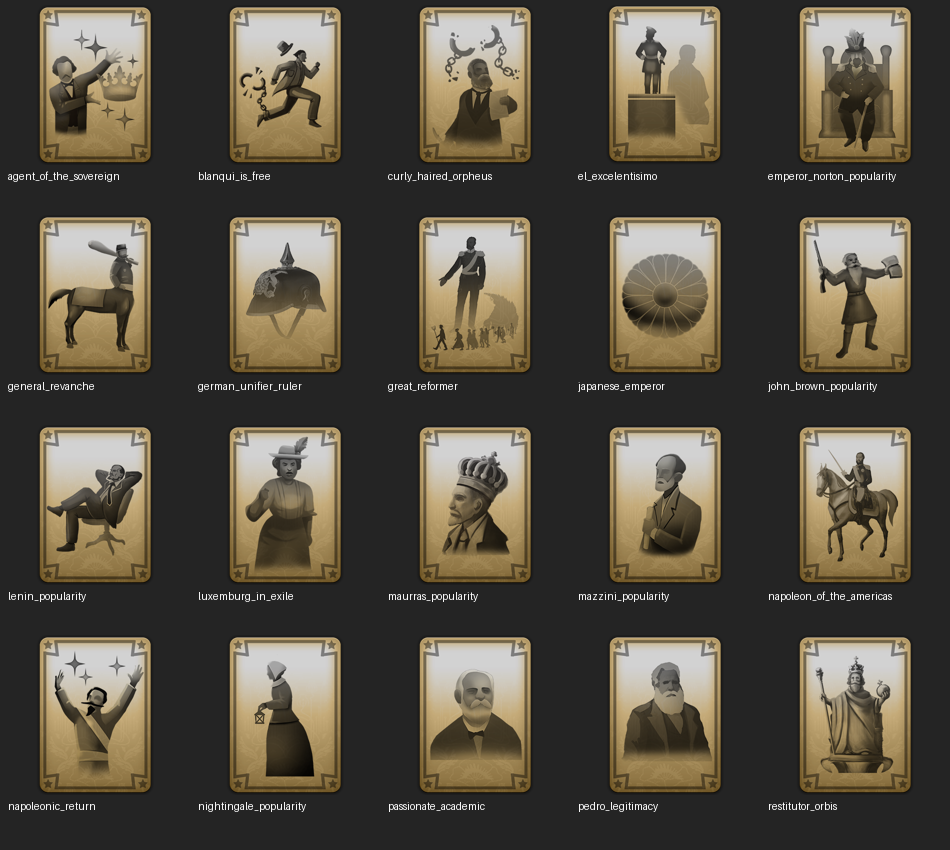 agent_of_the_sovereign blanqui_is_free curly_haired_orpheus el_excelentisimo emperor_norton_popularity
general_revanche german_unifier_ruler great_reformer japanese_emperor john_brown_popularity
lenin_popularity luxemburg_in_exile maurras_popularity mazzini_popularity napoleon_of_the_americas
napoleonic_return nightingale_popularity passionate_academic pedro_legitimacy restitutor_orbis